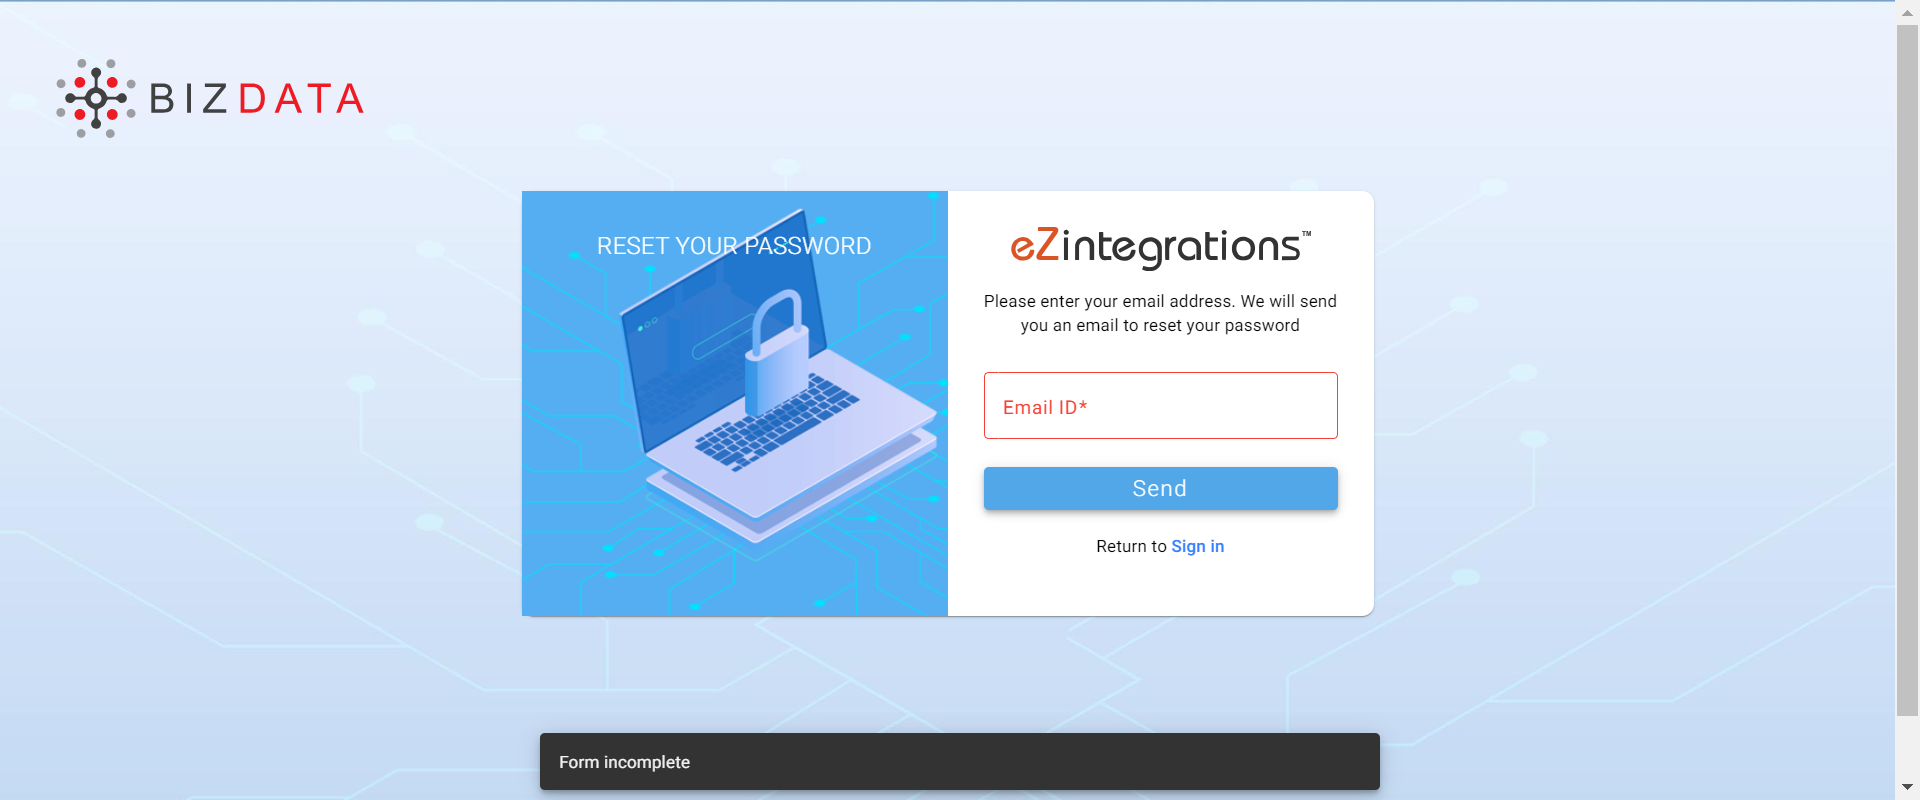 BIZDATA
RESET YOUR PASSWORD
eZintegrations™
Please enter your email address. We will send
you an email to reset your password
Email ID*
Send
Return to Sign in
Form incomplete